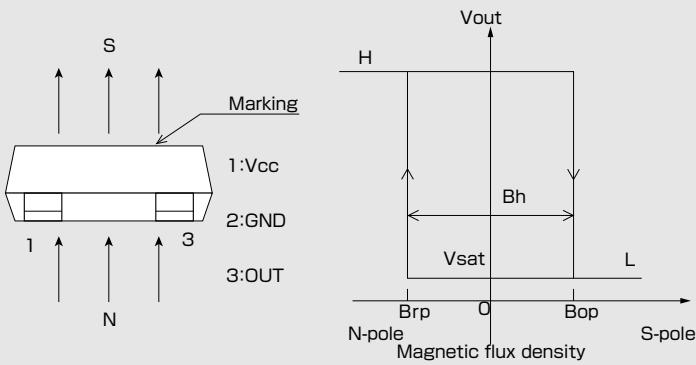 S
Marking
1:Vcc
2:GND
3:OUT
1
3
N
Vout
H
Bh
Vsat
L
Brp
0
Bop
N-pole
S-pole
Magnetic flux density